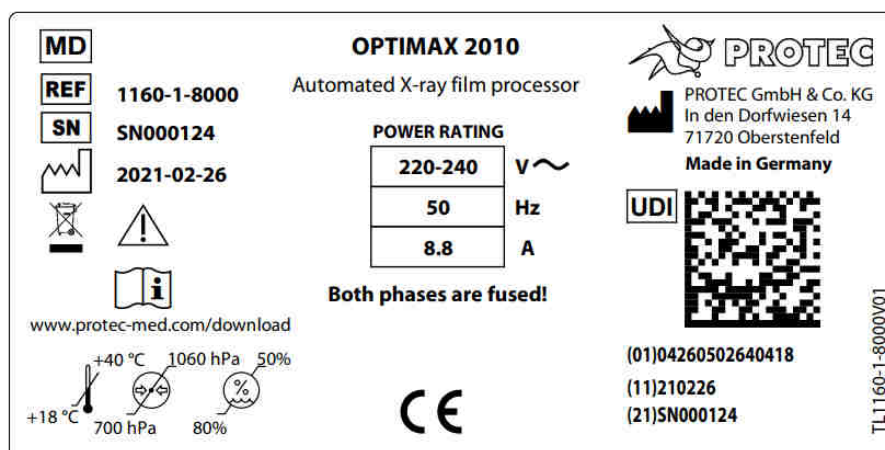 MD
REF 1160-1-8000
SN SN000124
2021-02-26
www.protec-med.com/download
+40 °C
+18 °C
1060 hPa
700 hPa
50%
%
80%
OPTIMAX 2010
Automated X-ray film processor
POWER RATING
220-240 V
50 Hz
8.8 A
Both phases are fused!
CE
PROTEC
PROTEC GmbH & Co. KG
In den Dorfwiesen 14
71720 Oberstenfeld
Made in Germany
UDI
(01)04260502640418
(11)210226
(21)SN000124
TL1160-1-8000V01